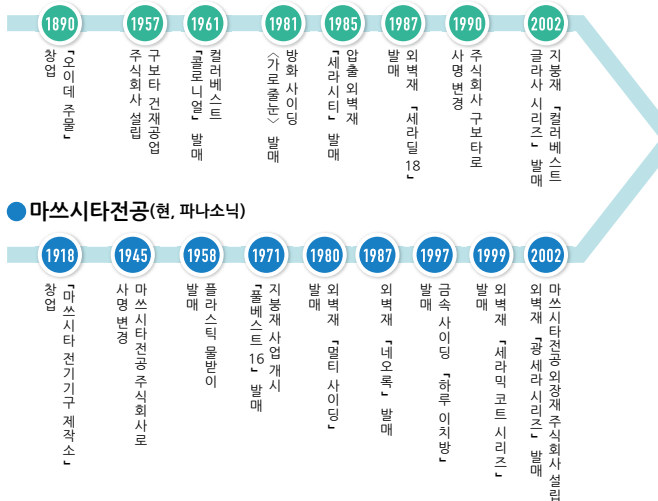 1890
「오이데 주물」
창업
1957
구보타 건재공업
주식회사 설립
1961
컬러베스트
「콜로니얼」 발매
1981
방화 사이딩
〈가로줄눈〉 발매
1985
압출 외벽재
「세라시티」 발매
1987
외벽재 「세라딜18」
발매
1990
주식회사 구보타로
사명 변경
2002
지붕재 「컬러베스트
글라사 시리즈」 발매
마쓰시타전공(현, 파나소닉)
1918
「마쓰시타 전기기구 제작소」
창업
1945
마쓰시타전공 주식회사로
사명 변경
1958
플라스틱 물받이
발매
1971
지붕재 사업 개시
「풀베스트16」 발매
1980
외벽재 「멀티 사이딩」
발매
1987
외벽재 「네오록」 발매
1997
금속 사이딩 「하루 이치방」
발매
1999
외벽재 「세라믹 코트 시리즈」
발매
2002
마쓰시타전공 외장재 주식회사 설립
외벽재 「광 세라 시리즈」 발매